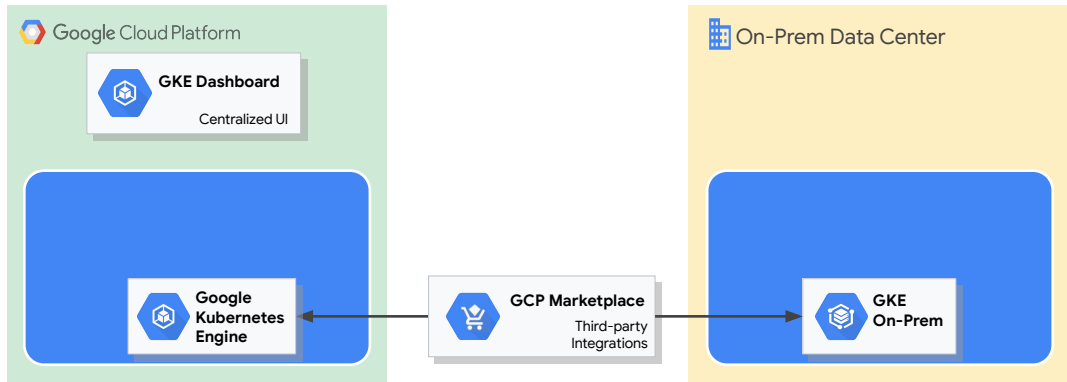 Google Cloud Platform
On-Prem Data Center
GKE Dashboard
Centralized UI
Google
Kubernetes
Engine
GCP Marketplace
Third-party
Integrations
GKE
On-Prem